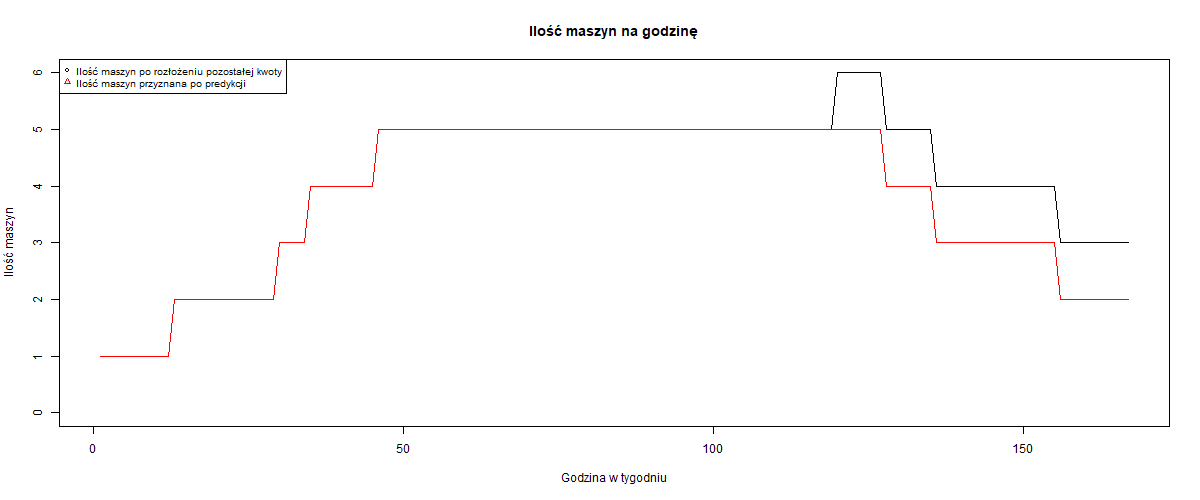 Ilość maszyn na godzinę
Ilość maszyn po rozłożeniu pozostałej kwoty
Ilość maszyn przyznana po predykcji
Ilość maszyn
6
5
4
3
2
1
0
0 50 100 150
Godzina w tygodniu